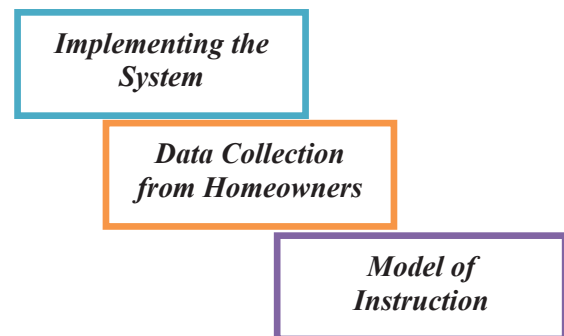 Implementing the
System
Data Collection
from Homeowners
Model of
Instruction